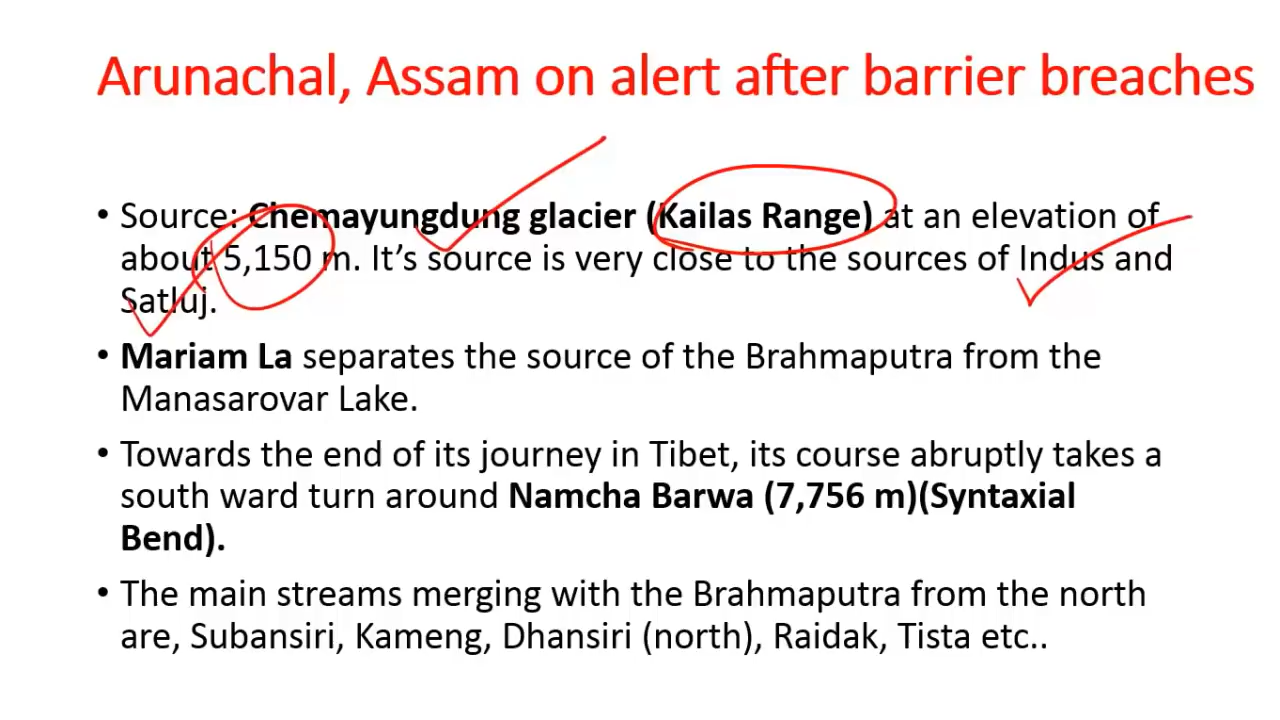 Arunachal, Assam on alert after barrier breaches
• Source: Chemayungdung glacier (Kailas Range) at an elevation of
about 5,150 m. It’s source is very close to the sources of Indus and
Satluj.
• Mariam La separates the source of the Brahmaputra from the
Manasarovar Lake.
• Towards the end of its journey in Tibet, its course abruptly takes a
south ward turn around Namcha Barwa (7,756 m)(Syntaxial
Bend).
• The main streams merging with the Brahmaputra from the north
are, Subansiri, Kameng, Dhansiri (north), Raidak, Tista etc..